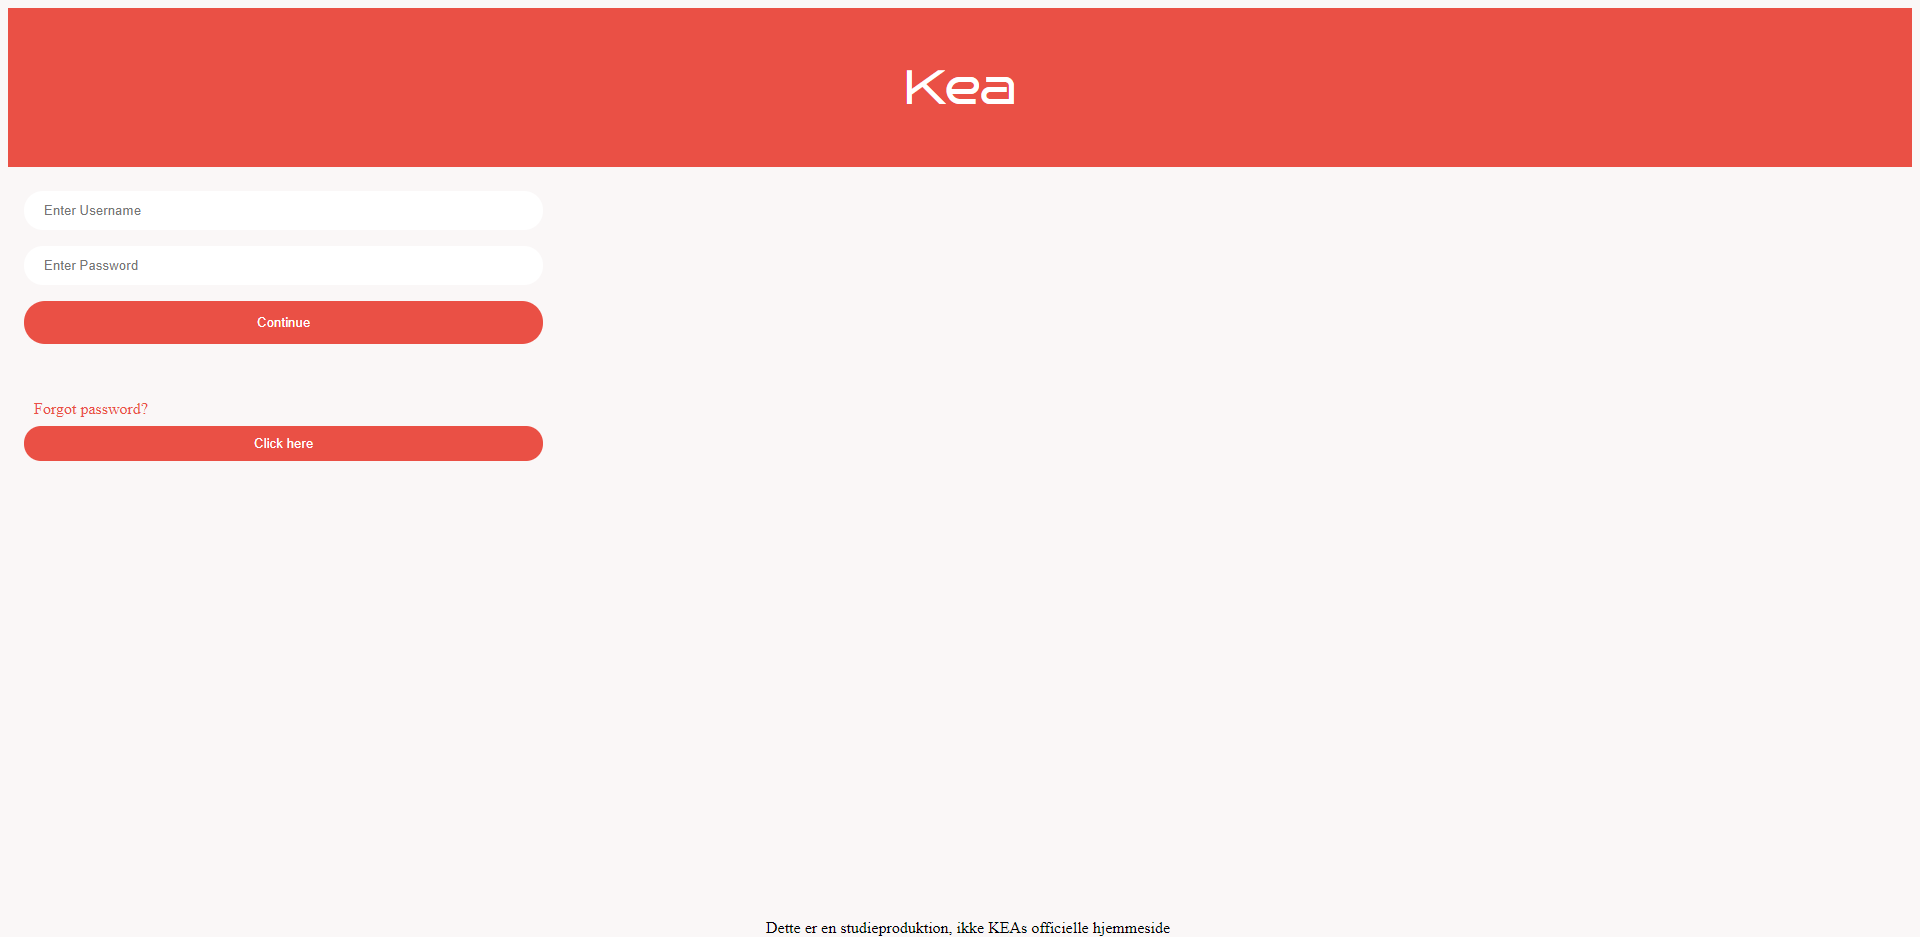 Kea
Enter Username
Enter Password
Continue
Forgot password?
Click here
Dette er en studieproduktion, ikke KEAs officielle hjemmeside